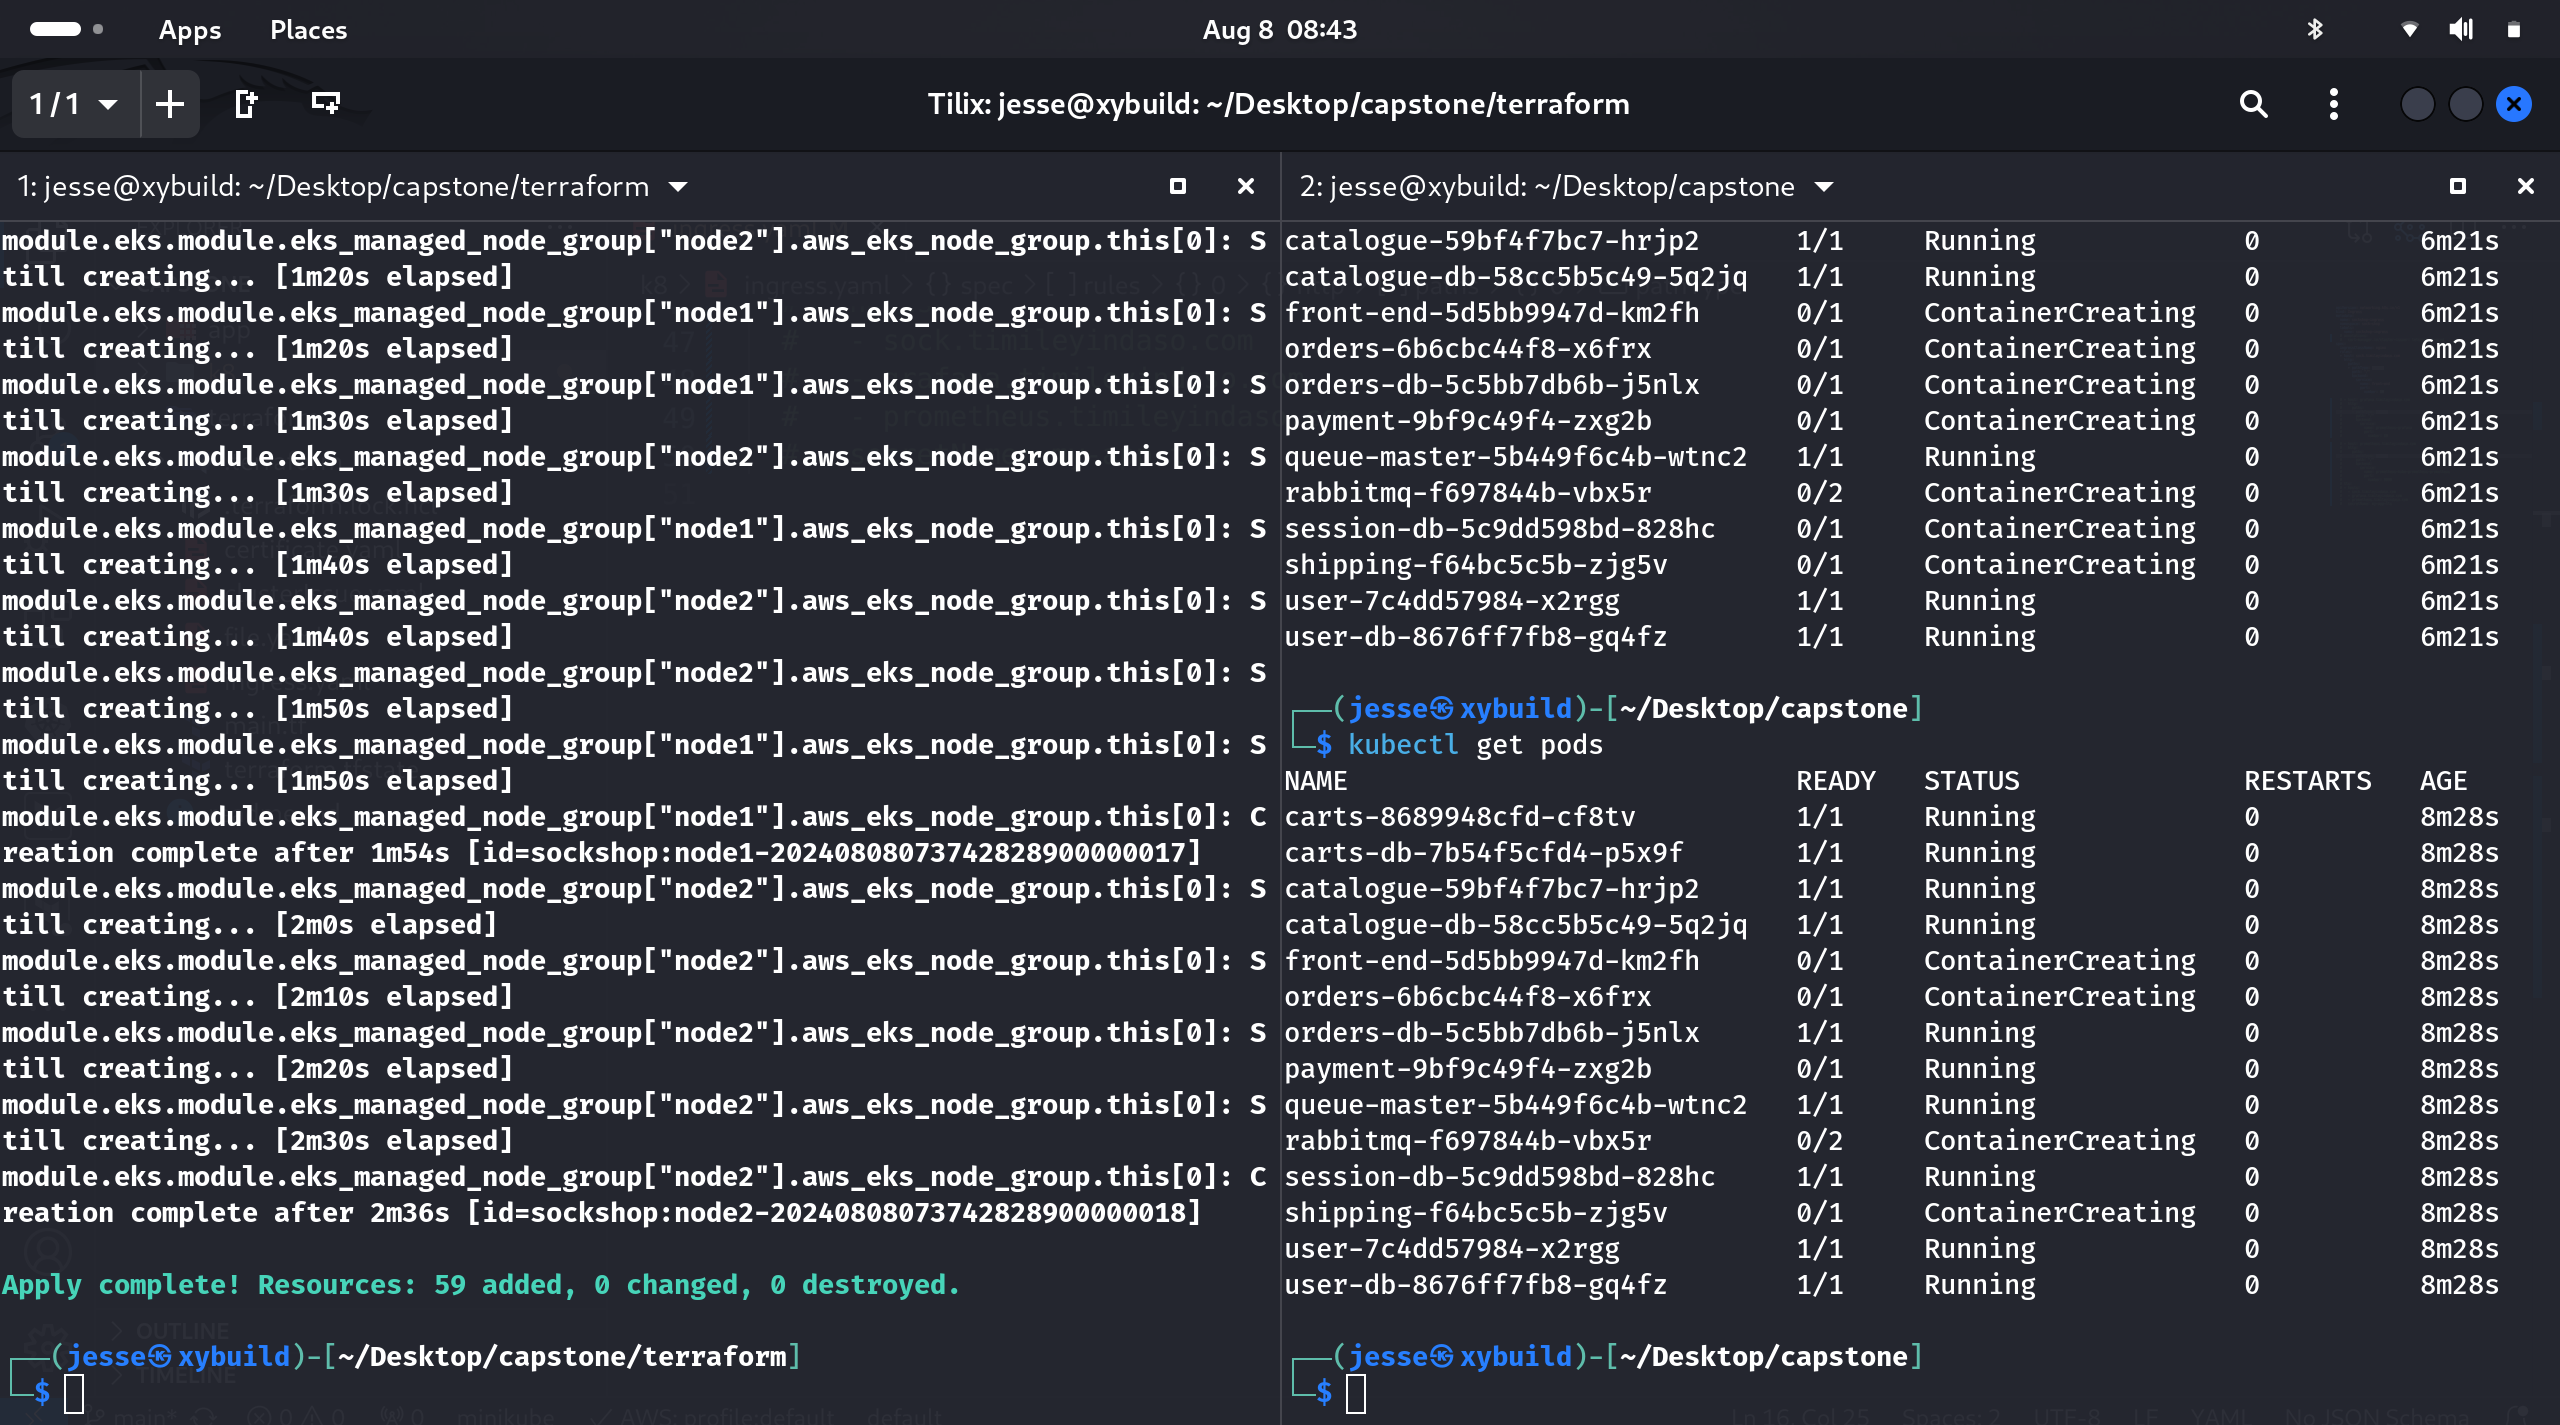 Apps Places Aug 8 08:43
1 / 1 Tilix: jesse@xybuild: ~/Desktop/capstone/terraform
1: jesse@xybuild: ~/Desktop/capstone/terraform
module.eks.module.eks_managed_node_group["node2"].aws_eks_node_group.this[0]: S
till creating... [1m20s elapsed]
module.eks.module.eks_managed_node_group["node1"].aws_eks_node_group.this[0]: S
till creating... [1m20s elapsed]
module.eks.module.eks_managed_node_group["node1"].aws_eks_node_group.this[0]: S
till creating... [1m30s elapsed]
module.eks.module.eks_managed_node_group["node2"].aws_eks_node_group.this[0]: S
till creating... [1m30s elapsed]
module.eks.module.eks_managed_node_group["node1"].aws_eks_node_group.this[0]: S
till creating... [1m40s elapsed]
module.eks.module.eks_managed_node_group["node2"].aws_eks_node_group.this[0]: S
till creating... [1m40s elapsed]
module.eks.module.eks_managed_node_group["node2"].aws_eks_node_group.this[0]: S
till creating... [1m50s elapsed]
module.eks.module.eks_managed_node_group["node1"].aws_eks_node_group.this[0]: S
till creating... [1m50s elapsed]
module.eks.module.eks_managed_node_group["node1"].aws_eks_node_group.this[0]: C
reation complete after 1m54s [id=sockshop:node1-20240808073742828900000017]
module.eks.module.eks_managed_node_group["node2"].aws_eks_node_group.this[0]: S
till creating... [2m0s elapsed]
module.eks.module.eks_managed_node_group["node2"].aws_eks_node_group.this[0]: S
till creating... [2m10s elapsed]
module.eks.module.eks_managed_node_group["node2"].aws_eks_node_group.this[0]: S
till creating... [2m20s elapsed]
module.eks.module.eks_managed_node_group["node2"].aws_eks_node_group.this[0]: S
till creating... [2m30s elapsed]
module.eks.module.eks_managed_node_group["node2"].aws_eks_node_group.this[0]: C
reation complete after 2m36s [id=sockshop:node2-20240808073742828900000018]
Apply complete! Resources: 59 added, 0 changed, 0 destroyed.
(jesse㉿xybuild)-[~/Desktop/capstone/terraform]
$
2: jesse@xybuild: ~/Desktop/capstone
catalogue-59bf4f7bc7-hrjp2 1/1 Running 0 6m21s
catalogue-db-58cc5b5c49-5q2jq 1/1 Running 0 6m21s
front-end-5d5bb9947d-km2fh 0/1 ContainerCreating 0 6m21s
orders-6b6cbc44f8-x6frx 0/1 ContainerCreating 0 6m21s
orders-db-5c5bb7db6b-j5nlx 0/1 ContainerCreating 0 6m21s
payment-9bf9c49f4-zxg2b 0/1 ContainerCreating 0 6m21s
queue-master-5b449f6c4b-wtnc2 1/1 Running 0 6m21s
rabbitmq-f697844b-vbx5r 0/2 ContainerCreating 0 6m21s
session-db-5c9dd598bd-828hc 0/1 ContainerCreating 0 6m21s
shipping-f64bc5c5b-zjg5v 0/1 ContainerCreating 0 6m21s
user-7c4dd57984-x2rgg 1/1 Running 0 6m21s
user-db-8676ff7fb8-gq4fz 1/1 Running 0 6m21s
(jesse㉿xybuild)-[~/Desktop/capstone]
$ kubectl get pods
NAME READY STATUS RESTARTS AGE
carts-8689948cfd-cf8tv 1/1 Running 0 8m28s
carts-db-7b54f5cfd4-p5x9f 1/1 Running 0 8m28s
catalogue-59bf4f7bc7-hrjp2 1/1 Running 0 8m28s
catalogue-db-58cc5b5c49-5q2jq 1/1 Running 0 8m28s
front-end-5d5bb9947d-km2fh 0/1 ContainerCreating 0 8m28s
orders-6b6cbc44f8-x6frx 0/1 ContainerCreating 0 8m28s
orders-db-5c5bb7db6b-j5nlx 1/1 Running 0 8m28s
payment-9bf9c49f4-zxg2b 0/1 Running 0 8m28s
queue-master-5b449f6c4b-wtnc2 1/1 Running 0 8m28s
rabbitmq-f697844b-vbx5r 0/2 ContainerCreating 0 8m28s
session-db-5c9dd598bd-828hc 1/1 Running 0 8m28s
shipping-f64bc5c5b-zjg5v 0/1 ContainerCreating 0 8m28s
user-7c4dd57984-x2rgg 1/1 Running 0 8m28s
user-db-8676ff7fb8-gq4fz 1/1 Running 0 8m28s
(jesse㉿xybuild)-[~/Desktop/capstone]
$